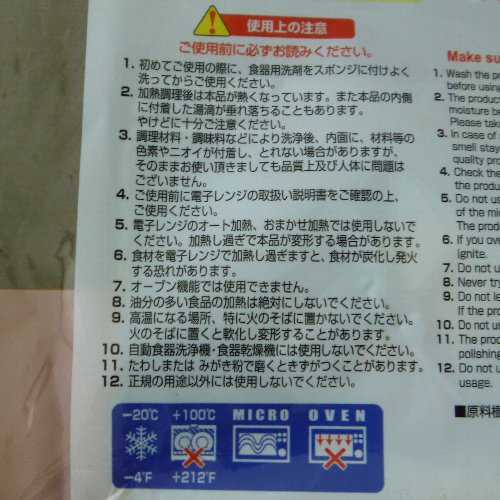 使用上の注意
ご使用前に必ずお読みください。
1. 初めてご使用の際に、食器用洗剤をスポンジに付けよく
洗ってからご使用ください。
2. 加熱調理後は本品が熱くなっています。また本品の内側
に付着した湯滴が垂れ落ちることもあります。
やけどに十分ご注意ください。
3. 調理材料・調味料などにより洗浄後、内面に、材料等の
色素やニオイが付着し、とれない場合がありますが、
そのままお使い頂きましても品質上及び人体に問題は
ございません。
4. ご使用前に電子レンジの取扱い説明書をご確認の上、
ご使用ください。
5. 電子レンジのオート加熱、おまかせ加熱では使用しないで
ください。加熱し過ぎで本品が変形する場合があります。
6. 食材を電子レンジで加熱し過ぎますと、食材が炭化し発火
する恐れがあります。
7. オーブン機能では使用できません。
8. 油分の多い食品の加熱は絶対にしないでください。
9. 高温になる場所、特に火のそばに置かないでください。
火のそばに置くと軟化し変形することがあります。
10. 自動食器洗浄機・食器乾燥機には使用しないでください。
11. たわしまたは みがき粉で磨くときずがつくことがあります。
12. 正規の用途以外には使用しないでください。
-20℃ +100℃ MICRO OVEN
-4°F +212°F
Make su
1. Wash the p
before using
2. The produc
moisture be
Please take
3. In case of
smell stay
quality pro
4. Check the
the produ
5. Do not us
of the mi
The prod
6. If you ove
ignite.
7. Do not u
8. Never try
9. Do not le
If the pro
10. Do not u
11. The prod
polishing
12. Do not u
usage.
■原料樹